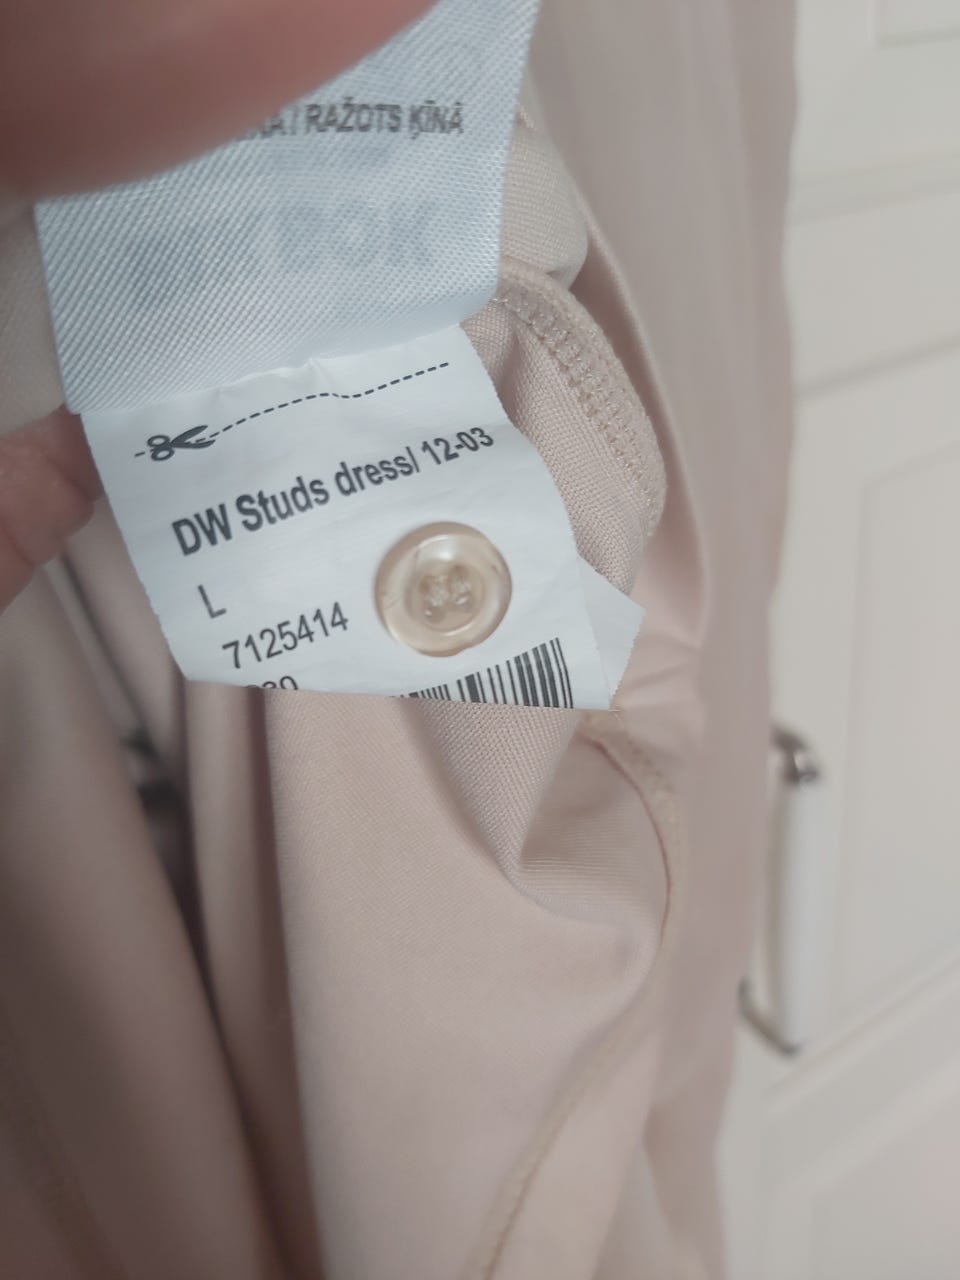 RAŽOTS ĶĪNĀ
DW Studs dress/ 12-03
L
7125414